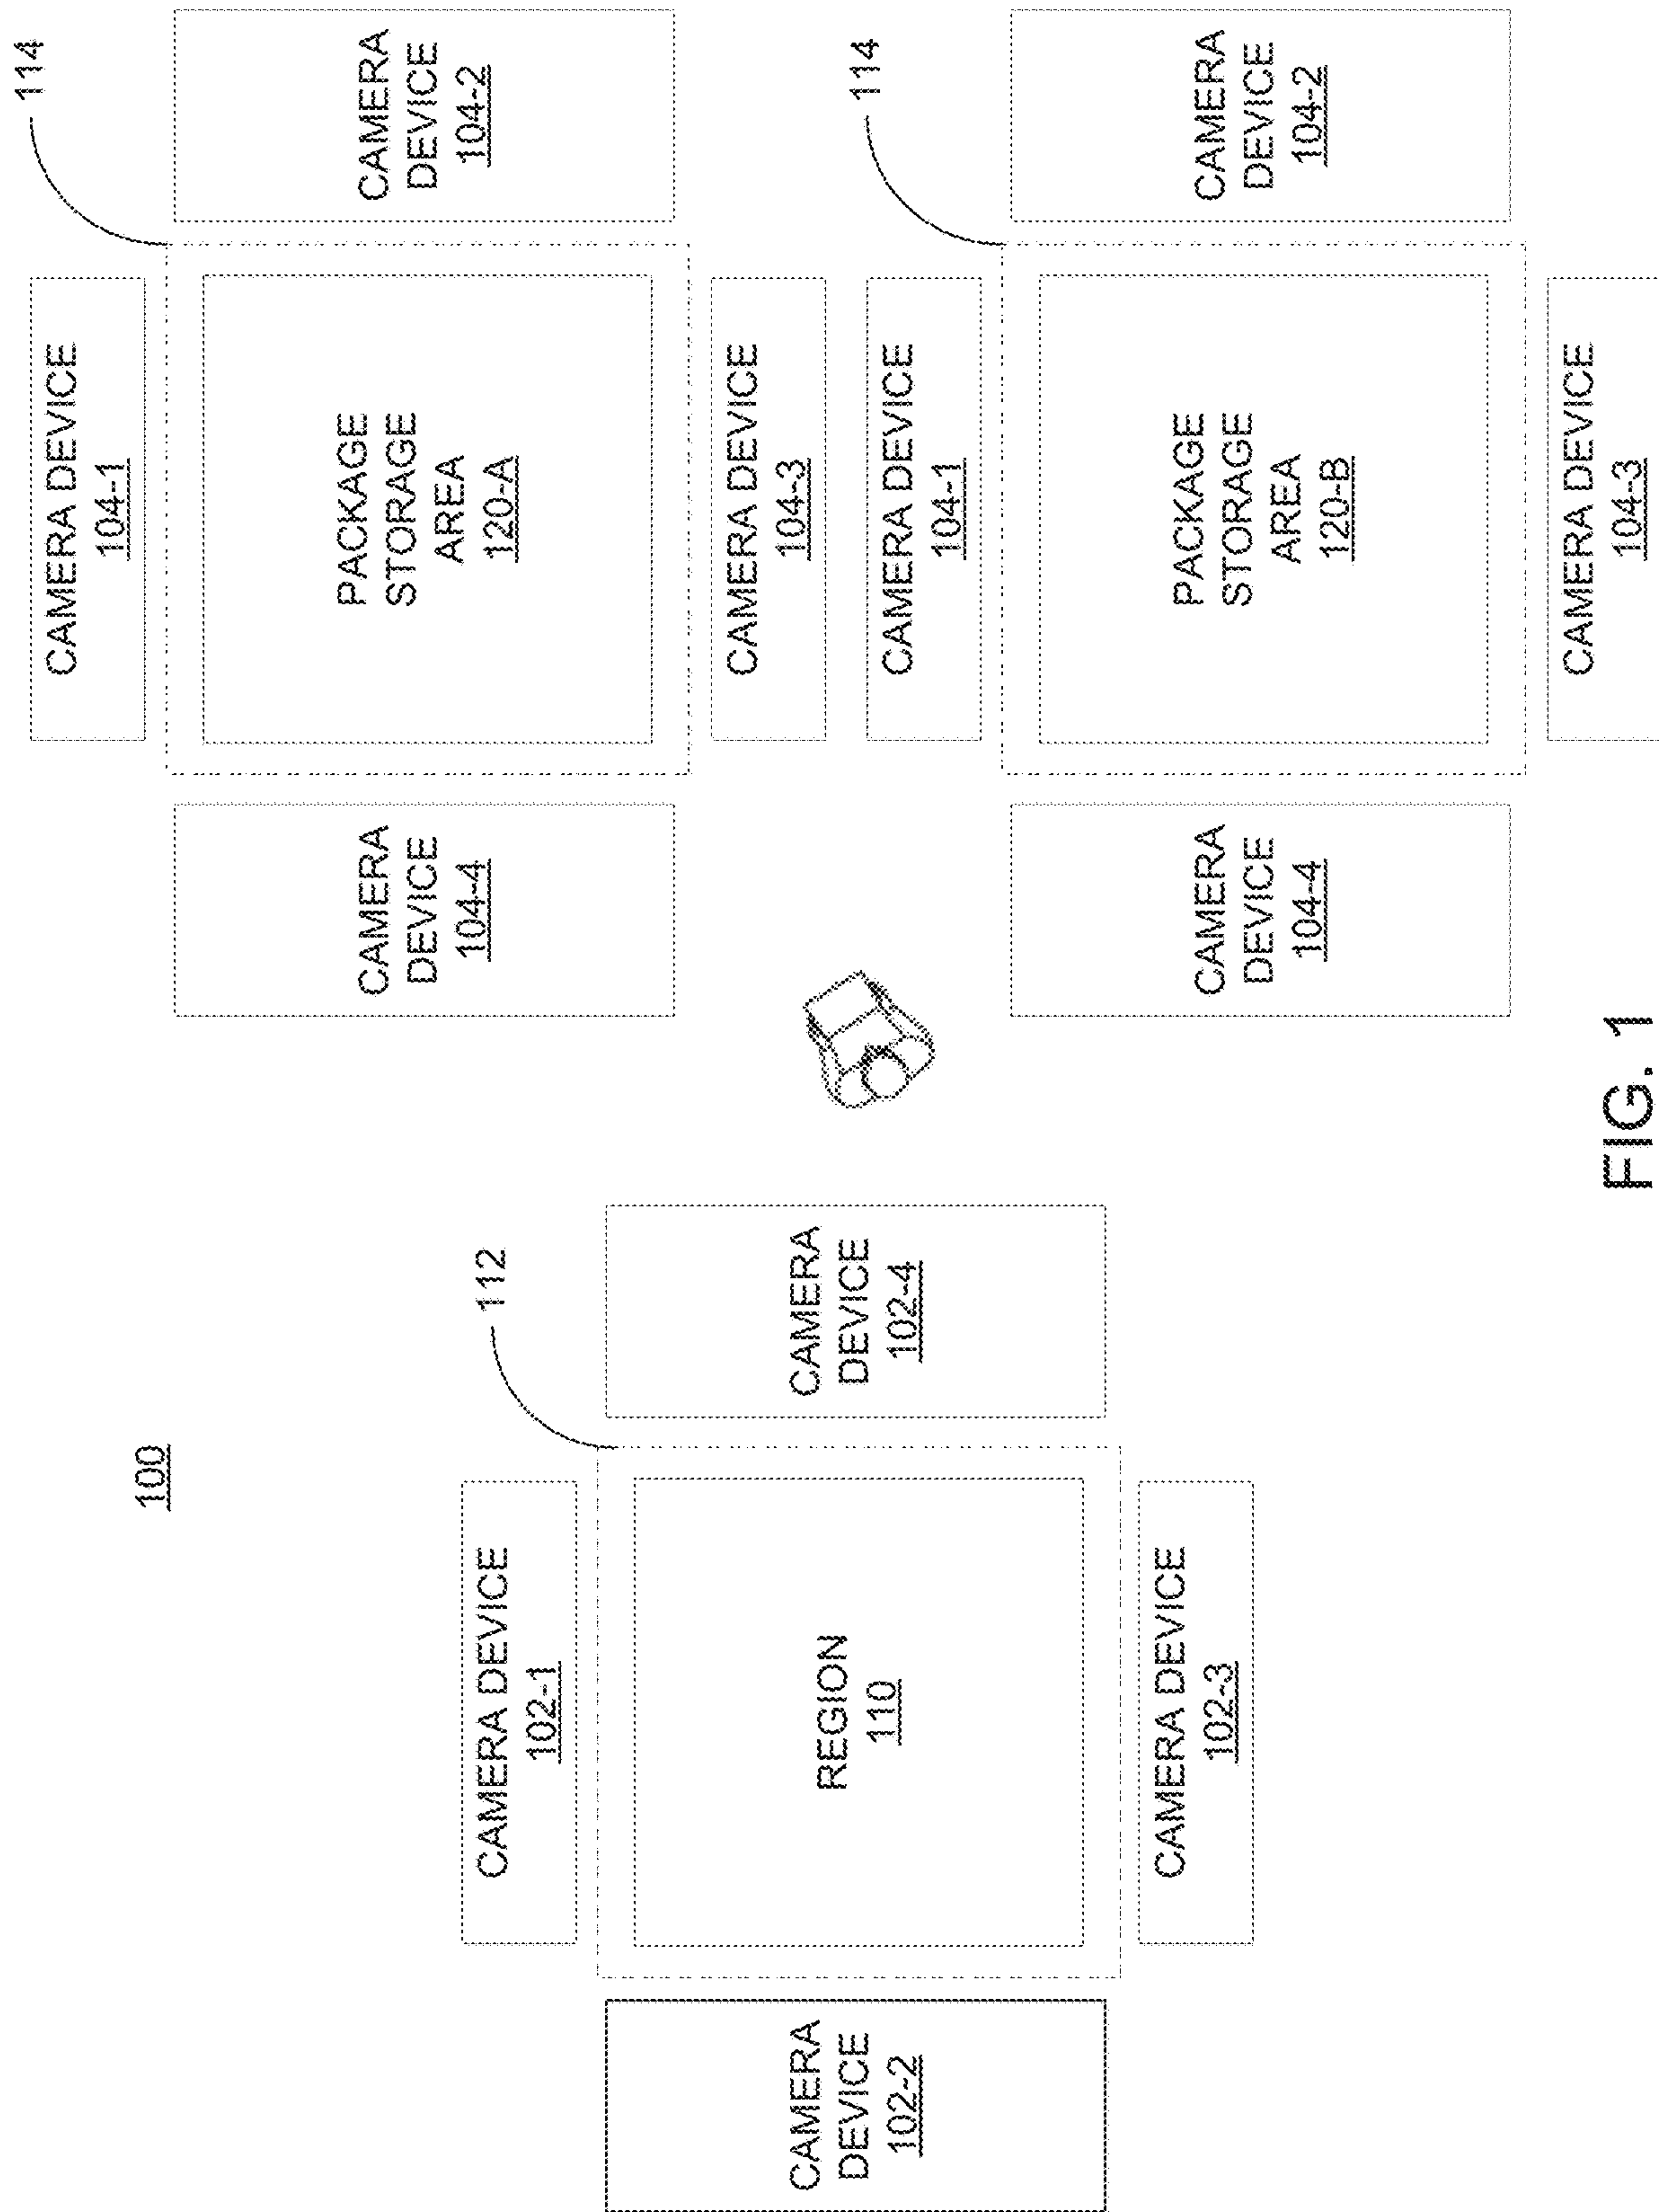 100
CAMERA DEVICE
102-1
112
CAMERA
DEVICE
102-2
REGION
110
CAMERA
DEVICE
102-4
CAMERA DEVICE
102-3
CAMERA DEVICE
104-1
114
CAMERA
DEVICE
104-4
PACKAGE
STORAGE
AREA
120-A
CAMERA
DEVICE
104-2
CAMERA DEVICE
104-3
CAMERA DEVICE
104-1
114
CAMERA
DEVICE
104-4
PACKAGE
STORAGE
AREA
120-B
CAMERA
DEVICE
104-2
CAMERA DEVICE
104-3
FIG. 1